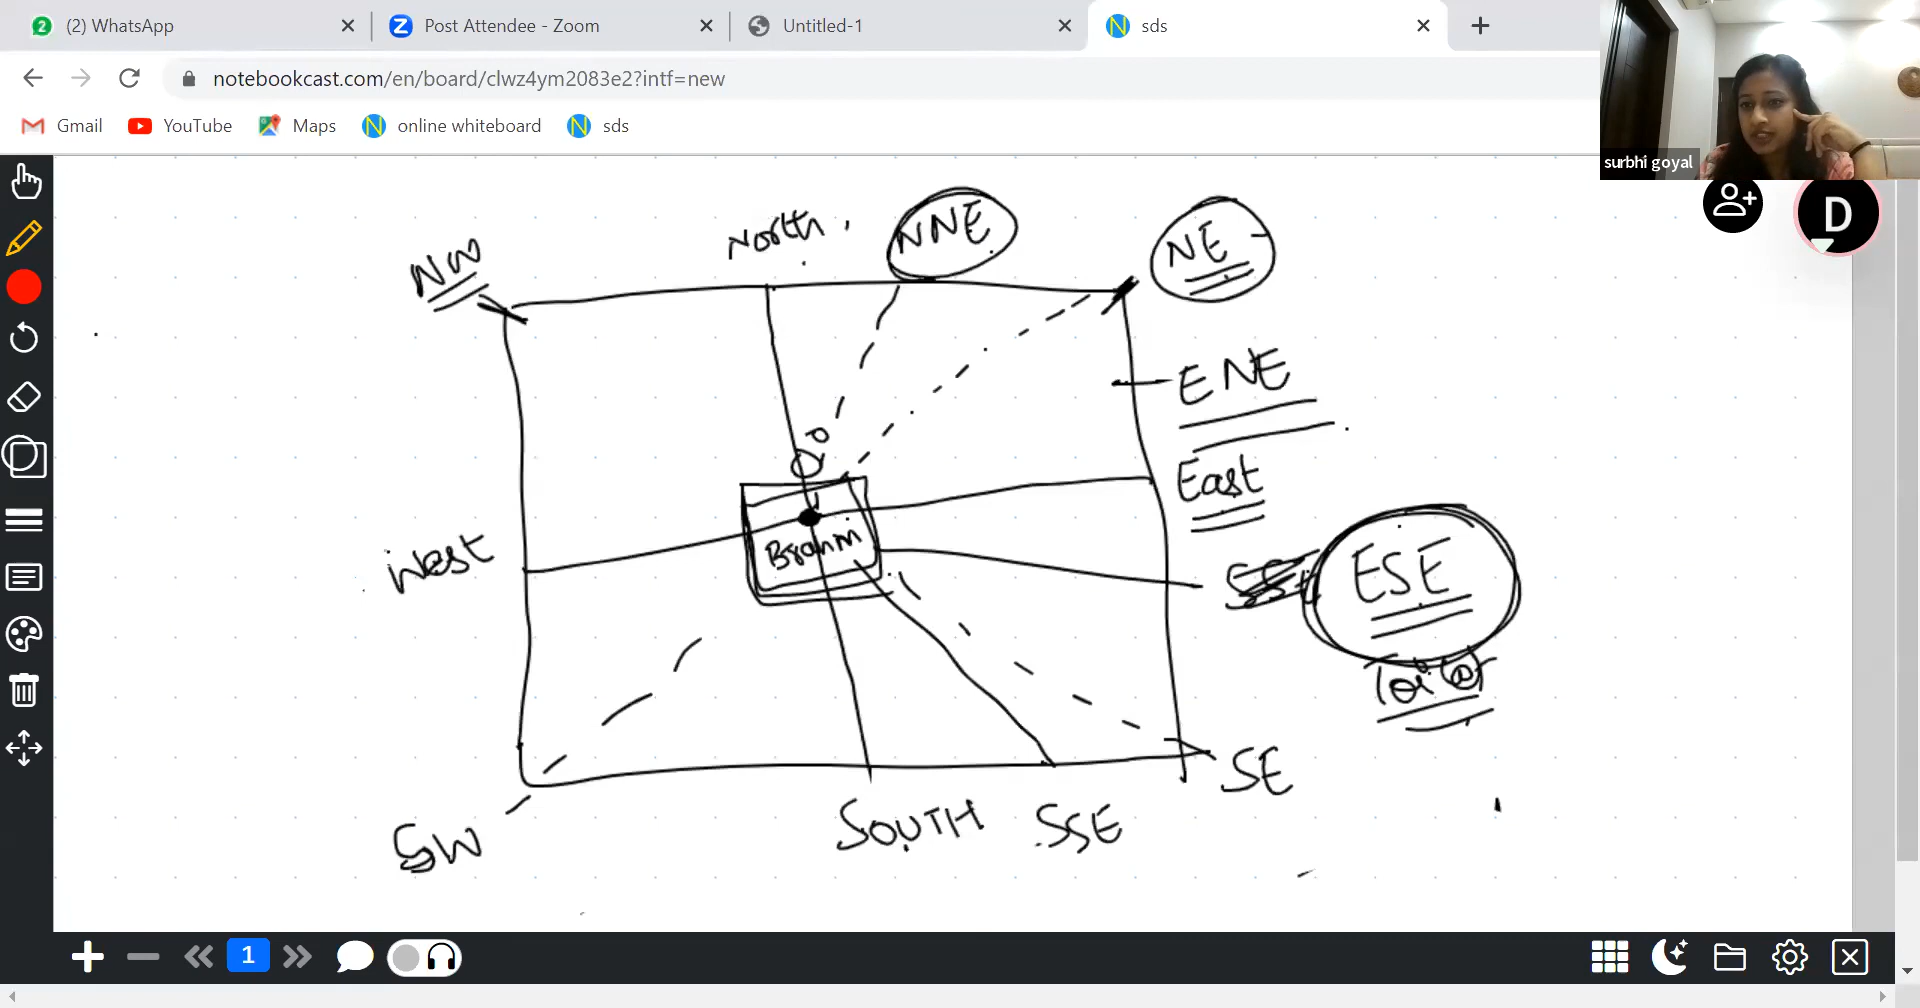 (2) WhatsApp
Post Attendee - Zoom
Untitled-1
sds
notebookcast.com/en/board/clwz4ym2083e2?intf=new
Gmail
YouTube
Maps
online whiteboard
sds
surbhi goyal
D
North
NNE
NE
NW
ENE
East
West
Bramm
ESE
SE
SW
SOUTH
SSE
1